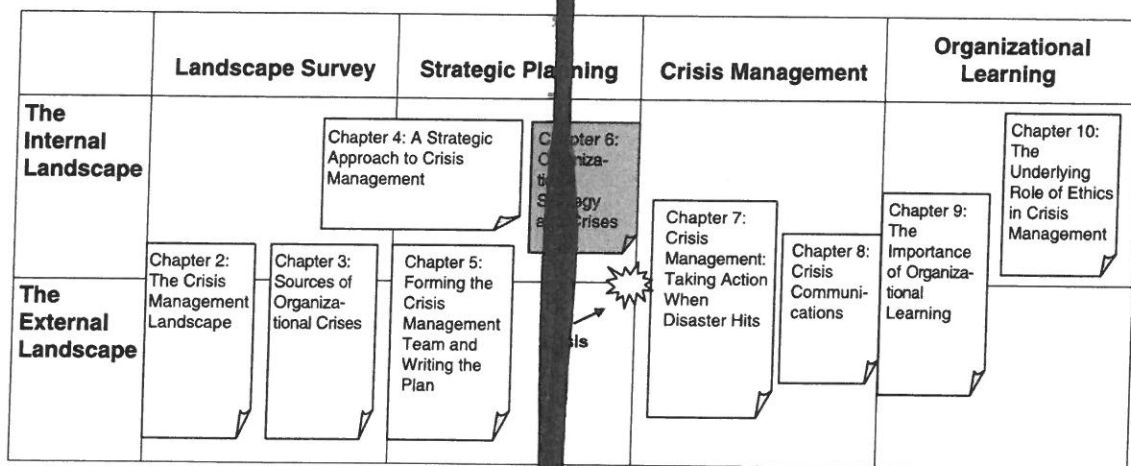 Landscape Survey
Strategic Planning
Crisis Management
Organizational
Learning
The
Internal
Landscape
Chapter 4: A Strategic
Approach to Crisis
Management
6:
Strategy
Crises
Chapter 7:
Crisis
Management:
Taking Action
When
Disaster Hits
Chapter 8:
Crisis
Communi-
cations
Chapter 9:
The
Importance
of Organiza-
tional
Learning
Chapter 10:
The
Underlying
Role of Ethics
in Crisis
Management
The
External
Landscape
Chapter 2:
The Crisis
Management
Landscape
Chapter 3:
Sources of
Organiza-
tional Crises
Chapter 5:
Forming the
Crisis
Management
Team and
Writing the
Plan